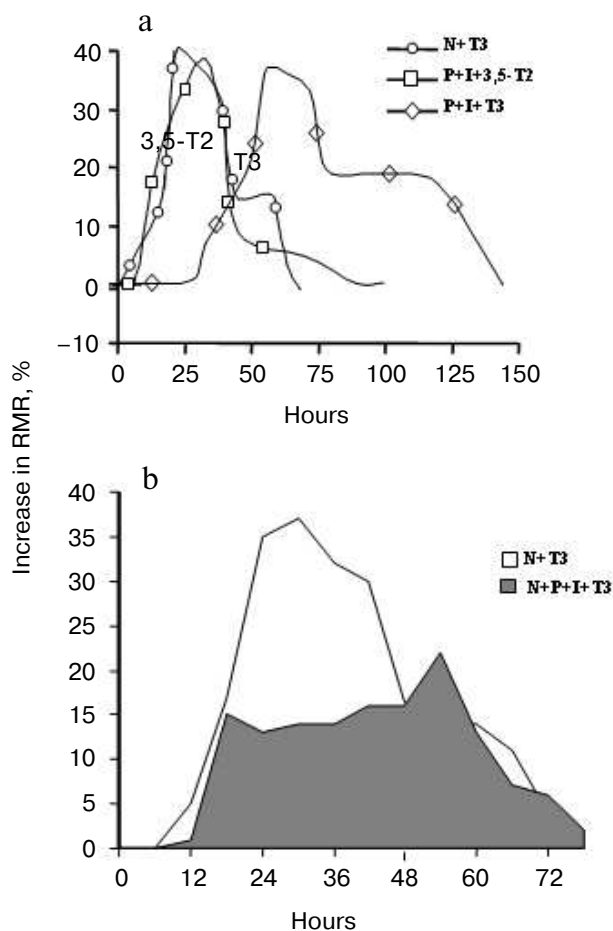 a
40
30
20
10
0
−10
3,5-T2
T3
N+T3
P+I+3,5-T2
P+I+T3
0 25 50 75 100 125 150
Hours
Increase in RMR, %
b
40
35
30
25
20
15
10
5
0
N+T3
N+P+I+T3
0 12 24 36 48 60 72
Hours